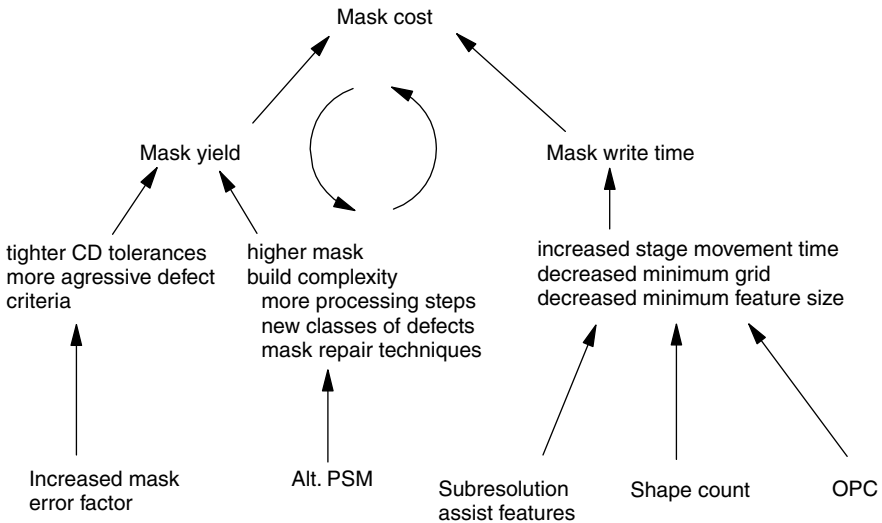 Mask cost
Mask yield
Mask write time
tighter CD tolerances
more agressive defect
criteria
higher mask
build complexity
more processing steps
new classes of defects
mask repair techniques
increased stage movement time
decreased minimum grid
decreased minimum feature size
Increased mask
error factor
Alt. PSM
Subresolution
assist features
Shape count
OPC